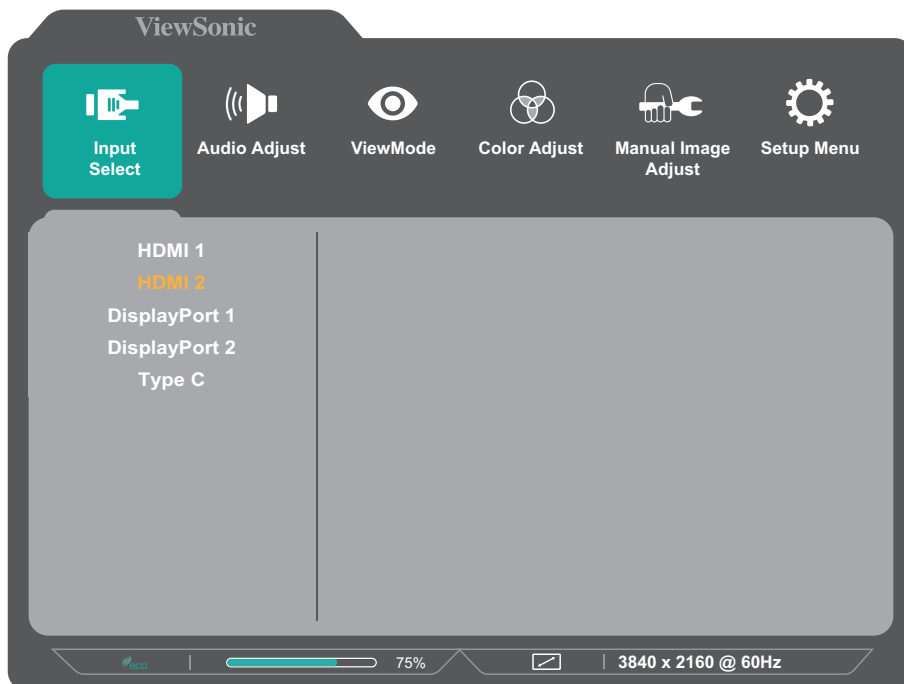 ViewSonic
Input
Select
Audio Adjust
ViewMode
Color Adjust
Manual Image
Adjust
Setup Menu
HDMI 1
HDMI 2
DisplayPort 1
DisplayPort 2
Type C
eco
75%
3840 x 2160 @ 60Hz